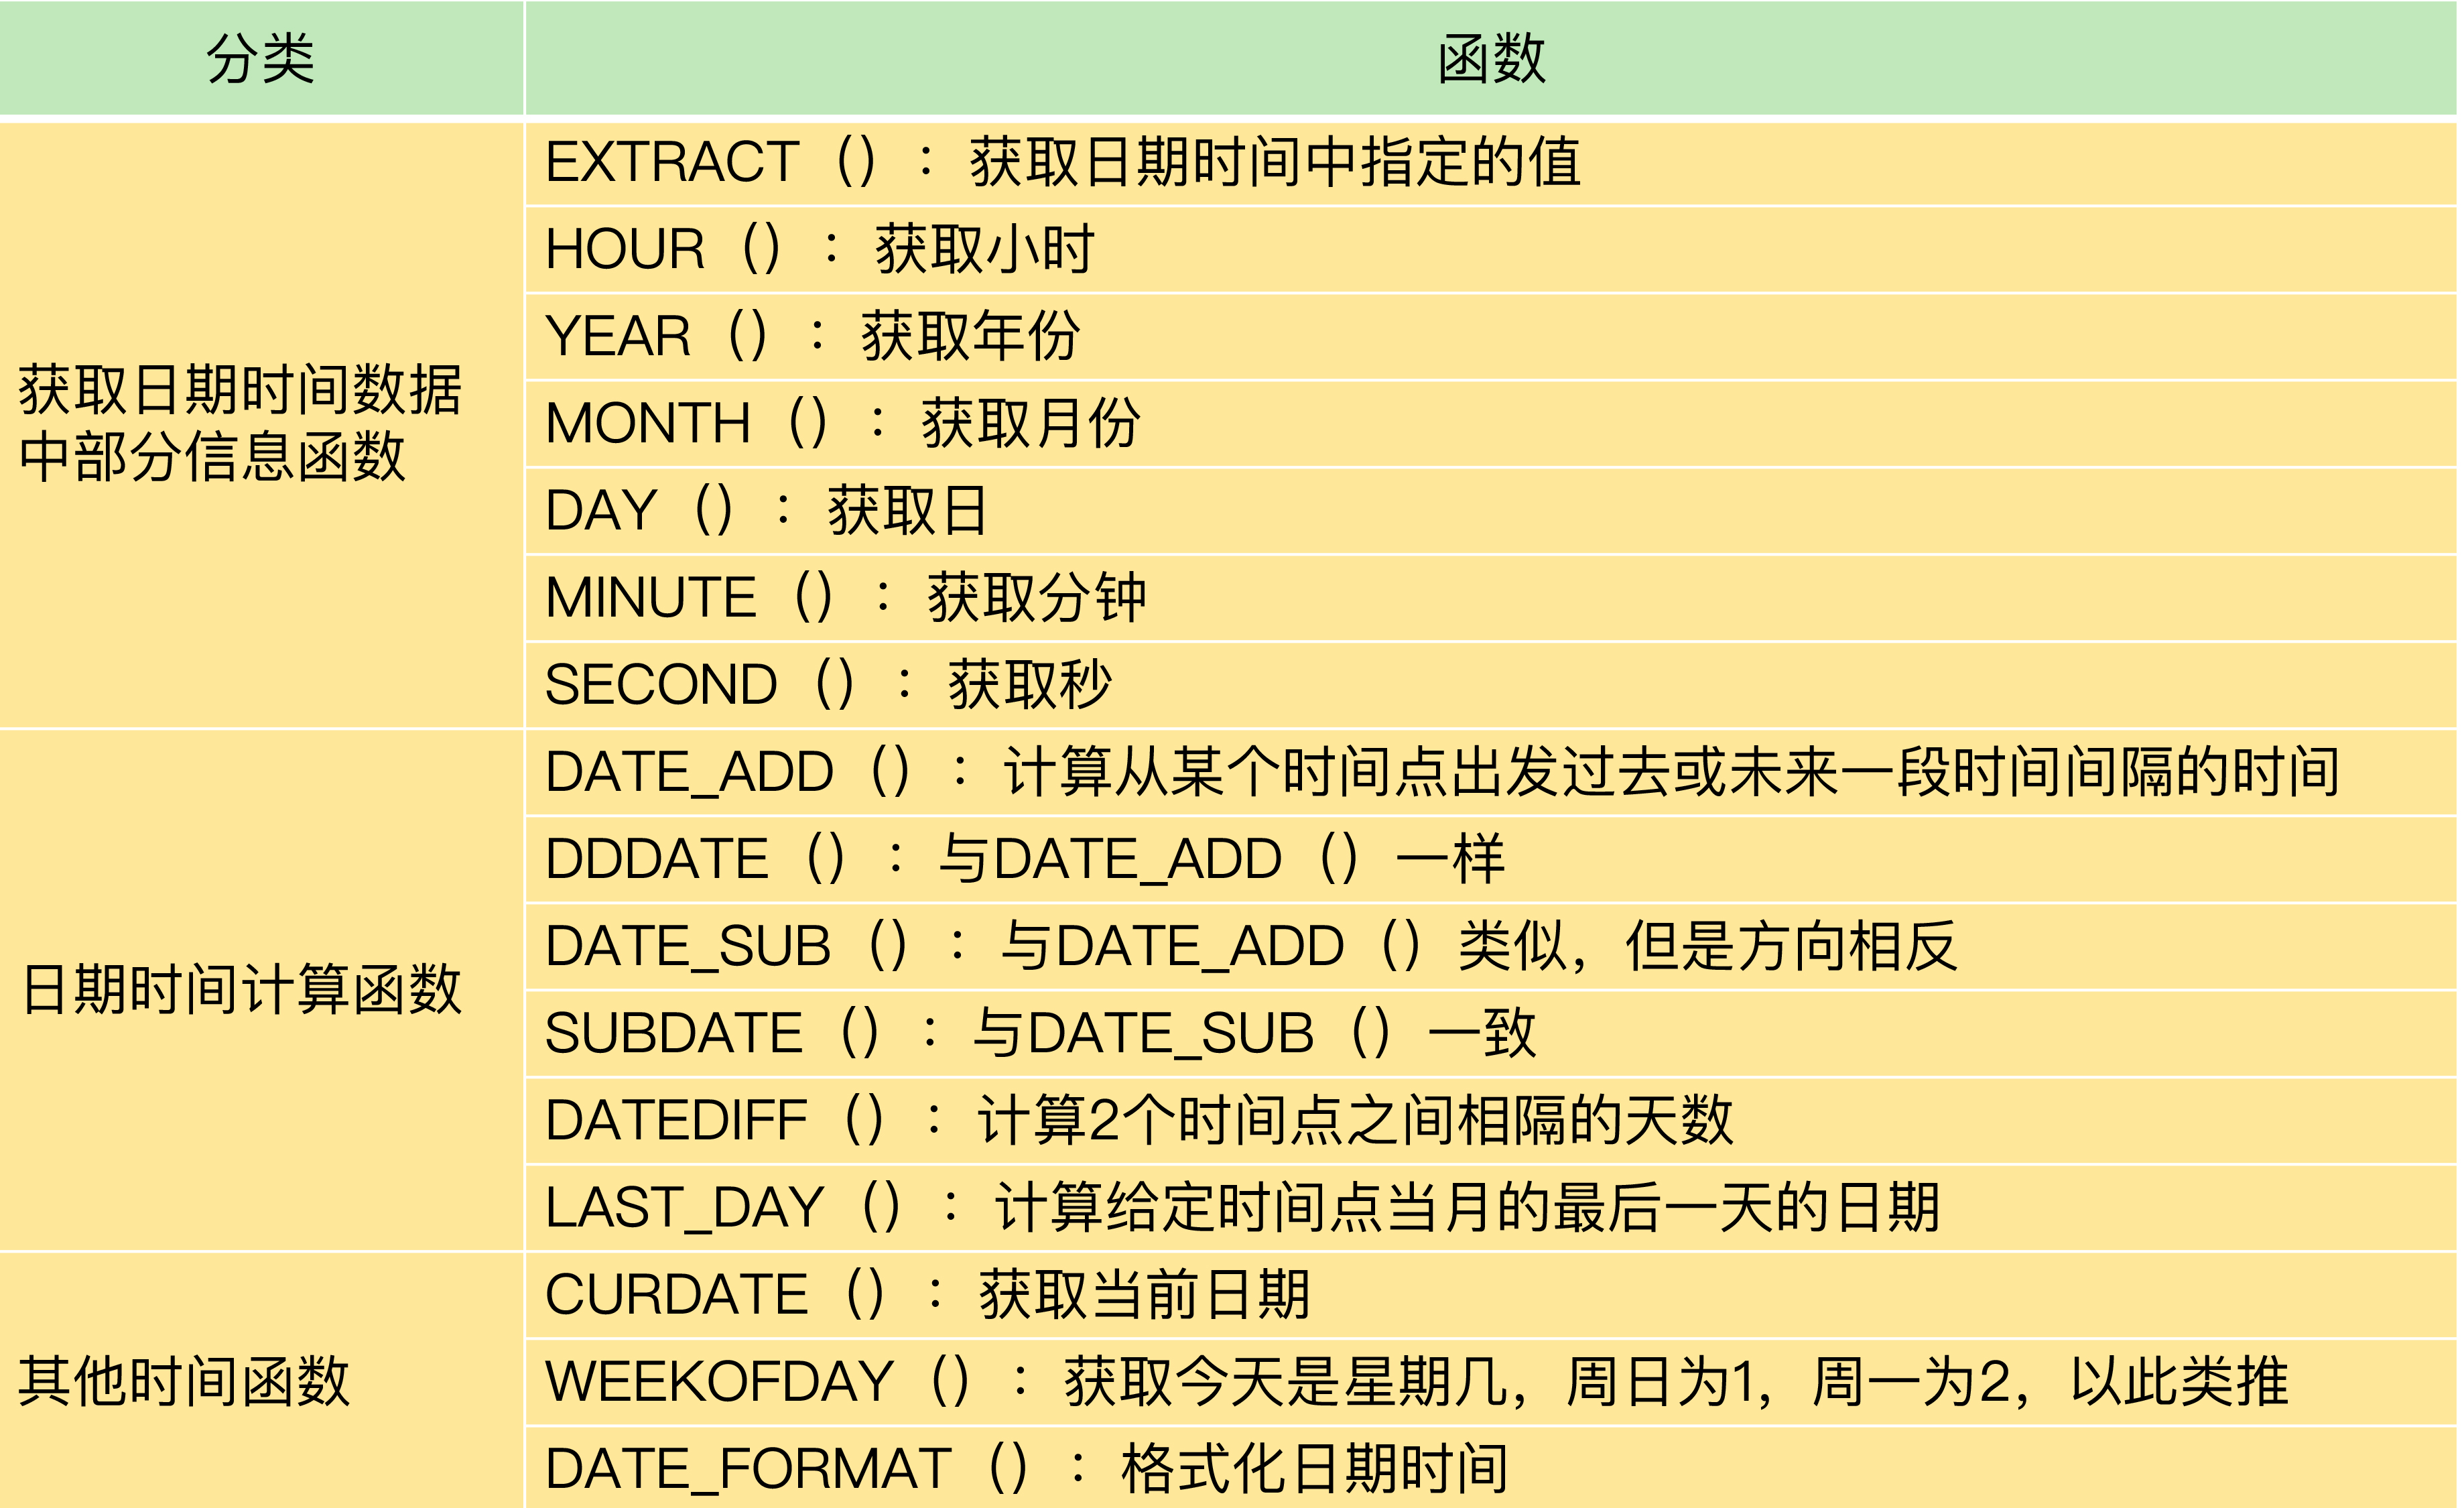 分类
函数
获取日期时间数据
中部分信息函数
EXTRACT（）：获取日期时间中指定的值
HOUR（）：获取小时
YEAR（）：获取年份
MONTH（）：获取月份
DAY（）：获取日
MINUTE（）：获取分钟
SECOND（）：获取秒
日期时间计算函数
DATE_ADD（）：计算从某个时间点出发过去或未来一段时间间隔的时间
DDDATE（）：与DATE_ADD（）一样
DATE_SUB（）：与DATE_ADD（）类似，但是方向相反
SUBDATE（）：与DATE_SUB（）一致
DATEDIFF（）：计算2个时间点之间相隔的天数
LAST_DAY（）：计算给定时间点当月的最后一天的日期
其他时间函数
CURDATE（）：获取当前日期
WEEKOFDAY（）：获取今天是星期几，周日为1，周一为2，以此类推
DATE_FORMAT（）：格式化日期时间